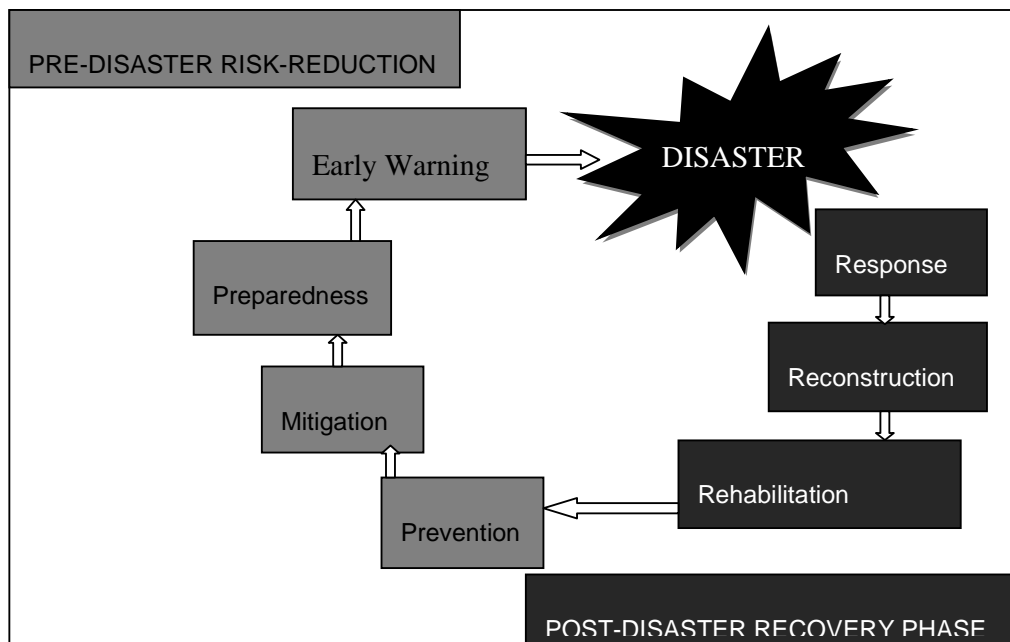 PRE-DISASTER RISK-REDUCTION
Early Warning
DISASTER
Response
Preparedness
Reconstruction
Mitigation
Rehabilitation
Prevention
POST-DISASTER RECOVERY PHASE